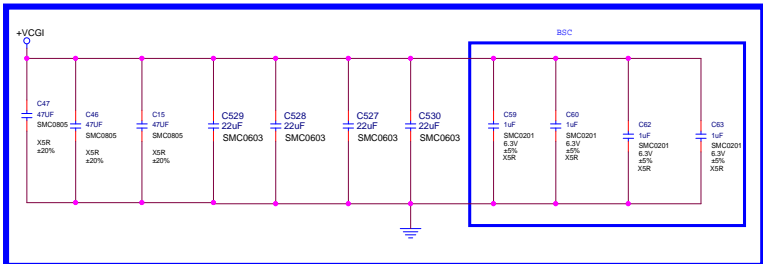 +VCGI
BSC
C47
47UF
SMC0805
X5R
±20%
C46
47UF
SMC0805
X5R
±20%
C15
47UF
SMC0805
X5R
±20%
C529
22uF
SMC0603
C528
22uF
SMC0603
C527
22uF
SMC0603
C530
22uF
SMC0603
C59
1uF
SMC0201
6.3V
±5%
X5R
C60
1uF
SMC0201
6.3V
±5%
X5R
C62
1uF
SMC0201
6.3V
±5%
X5R
C63
1uF
SMC0201
6.3V
±5%
X5R